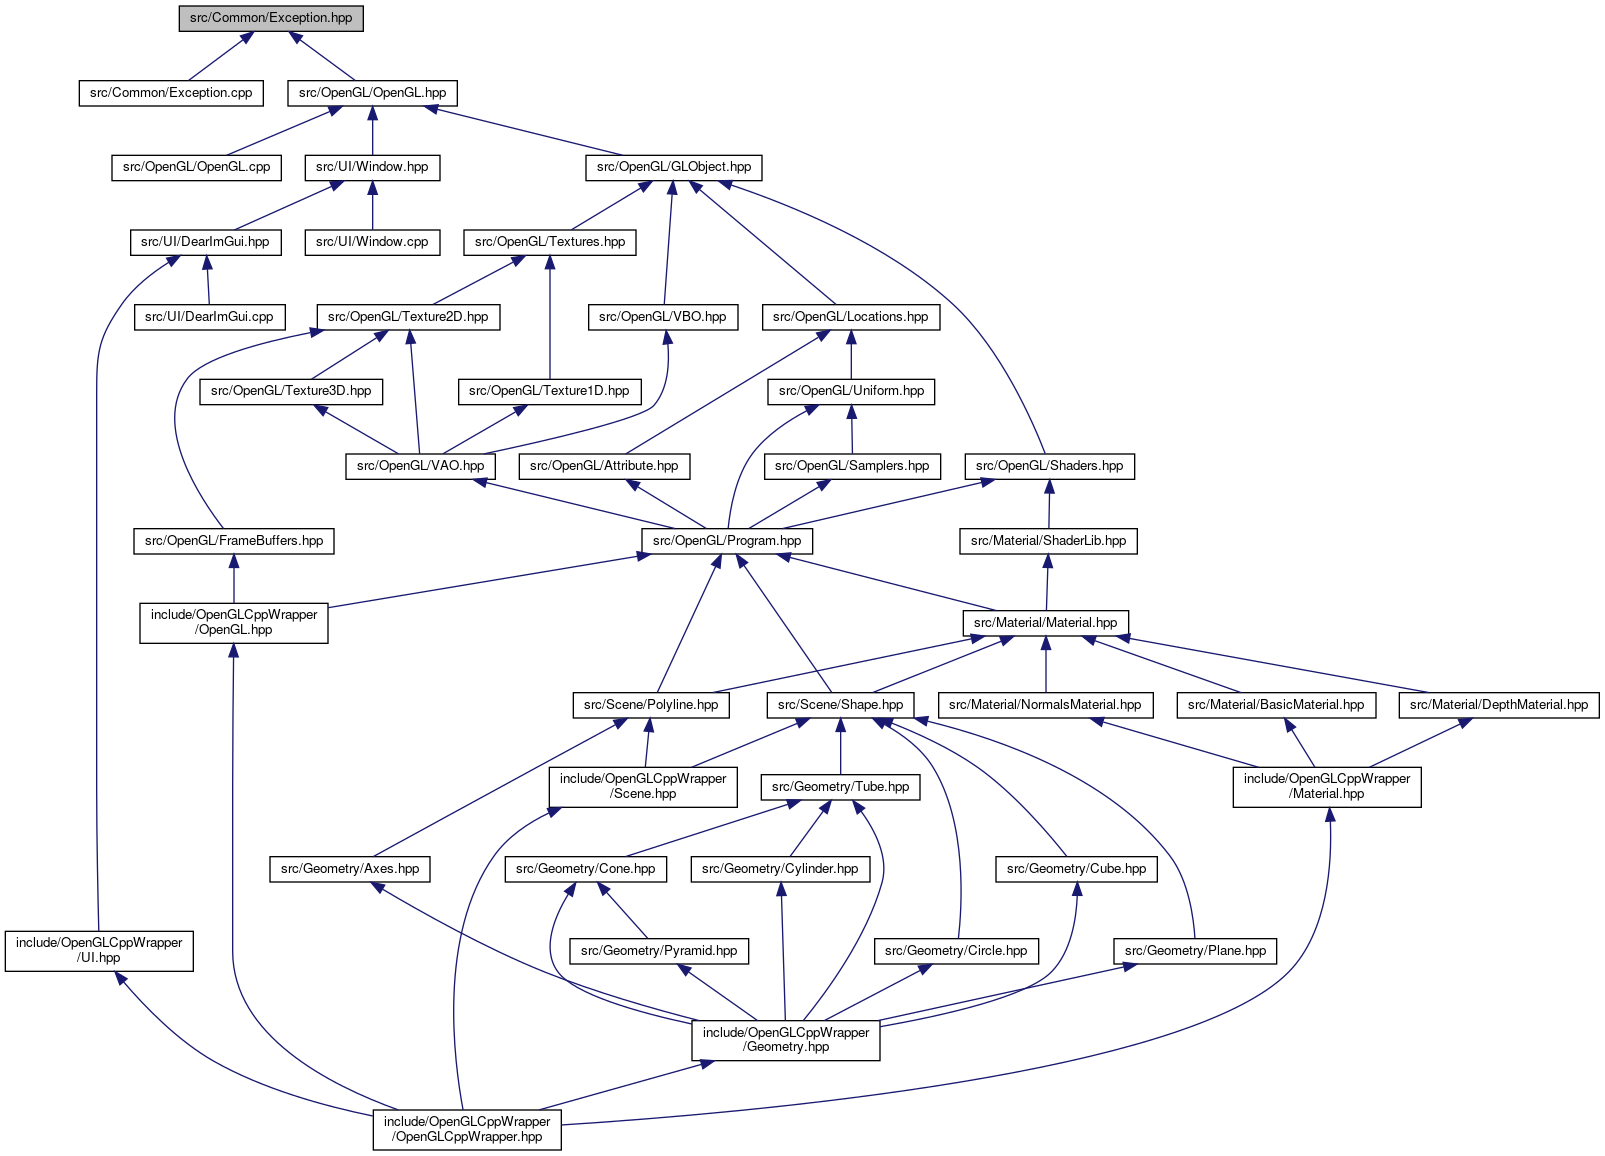 src/Common/Exception.hpp
src/Common/Exception.cpp
src/OpenGL/OpenGL.hpp
src/OpenGL/OpenGL.cpp
src/UI/Window.hpp
src/OpenGL/GLObject.hpp
src/UI/DearImGui.hpp
src/UI/Window.cpp
src/OpenGL/Textures.hpp
src/UI/DearImGui.cpp
src/OpenGL/Texture2D.hpp
src/OpenGL/VBO.hpp
src/OpenGL/Locations.hpp
src/OpenGL/Texture3D.hpp
src/OpenGL/Texture1D.hpp
src/OpenGL/Uniform.hpp
src/OpenGL/VAO.hpp
src/OpenGL/Attribute.hpp
src/OpenGL/Samplers.hpp
src/OpenGL/Shaders.hpp
src/OpenGL/FrameBuffers.hpp
src/OpenGL/Program.hpp
src/Material/ShaderLib.hpp
include/OpenGLCppWrapper
/OpenGL.hpp
src/Material/Material.hpp
src/Scene/Polyline.hpp
src/Scene/Shape.hpp
src/Material/NormalsMaterial.hpp
src/Material/BasicMaterial.hpp
src/Material/DepthMaterial.hpp
include/OpenGLCppWrapper
/Scene.hpp
src/Geometry/Tube.hpp
include/OpenGLCppWrapper
/Material.hpp
src/Geometry/Axes.hpp
src/Geometry/Cone.hpp
src/Geometry/Cylinder.hpp
src/Geometry/Cube.hpp
include/OpenGLCppWrapper
/UI.hpp
src/Geometry/Pyramid.hpp
src/Geometry/Circle.hpp
src/Geometry/Plane.hpp
include/OpenGLCppWrapper
/Geometry.hpp
include/OpenGLCppWrapper
/OpenGLCppWrapper.hpp